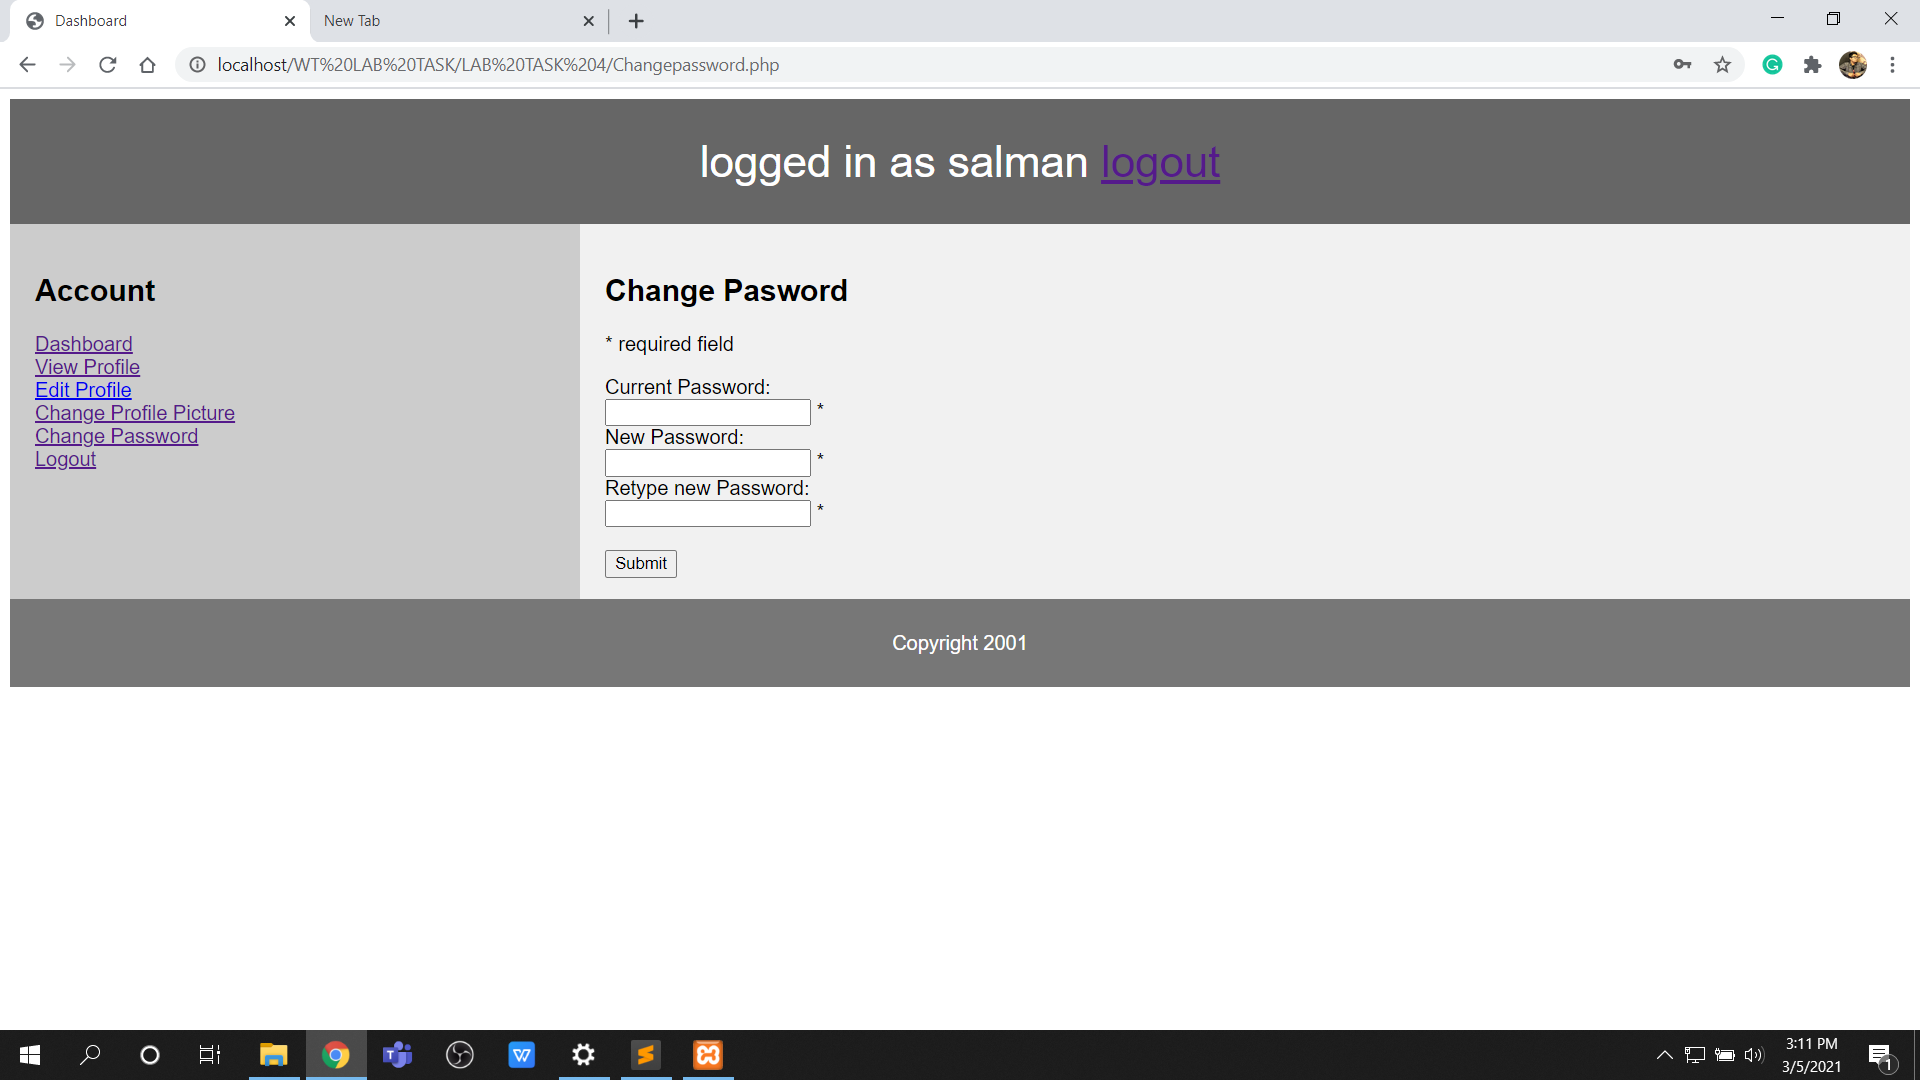 Dashboard
New Tab
localhost/WT%20LAB%20TASK/LAB%20TASK%204/Changepassword.php
logged in as salman logout
Account
Dashboard
View Profile
Edit Profile
Change Profile Picture
Change Password
Logout
Change Pasword
* required field
Current Password:
*
New Password:
*
Retype new Password:
*
Submit
Copyright 2001
3:11 PM
3/5/2021
1